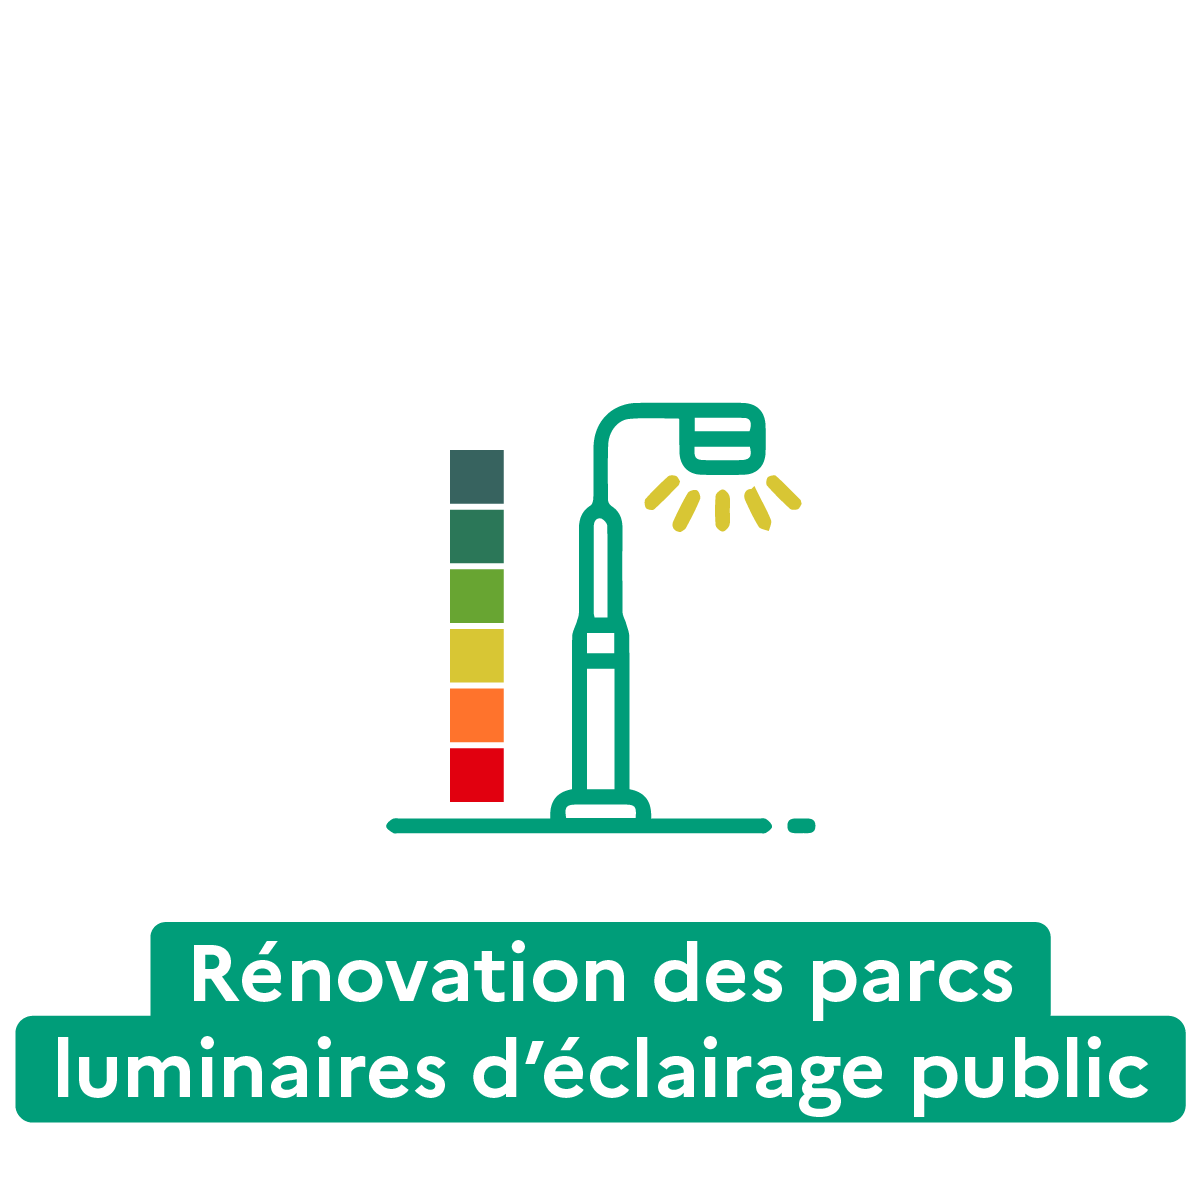 Rénovation des parcs
luminaires d’éclairage public